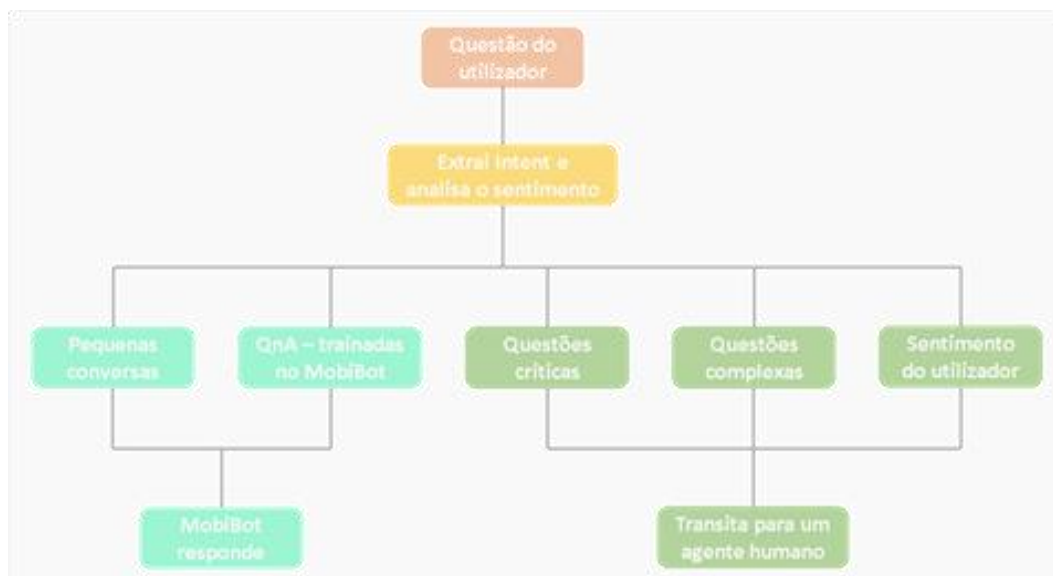 Questão do
utilizador
Extrai Intent e
analisa o sentimento
Pequenas
conversas
QnA – trainadas
no MobiBot
Questões
críticas
Questões
complexas
Sentimento
do utilizador
MobiBot
responde
Transita para um
agente humano